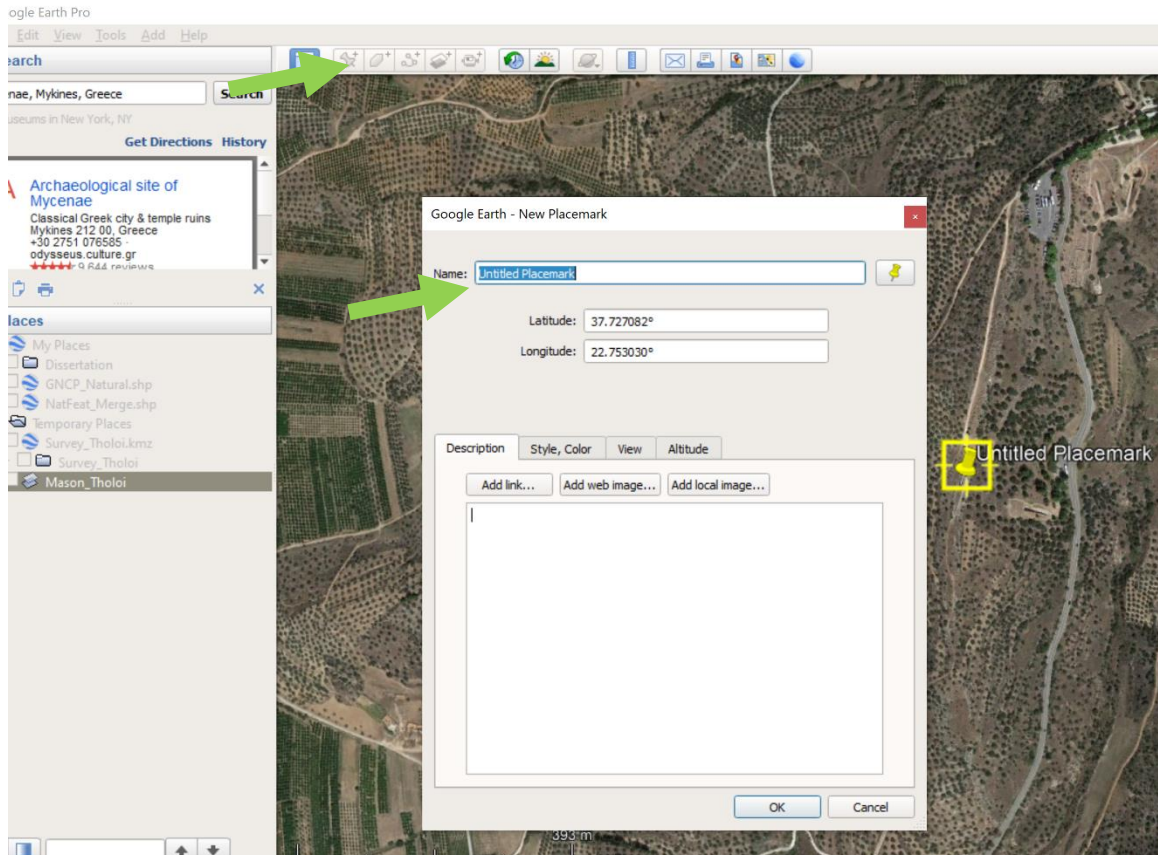 ogle Earth Pro
Edit View Tools Add Help
earch
nae, Mykines, Greece
Search
useums in New York, NY
Get Directions History
A
Archaeological site of
Mycenae
Classical Greek city & temple ruins
Mykines 212 00, Greece
+30 2751 076585 ·
odysseus.culture.gr
9,644 reviews
laces
My Places
Dissertation
GNCP_Natural.shp
NatFeat_Merge.shp
Temporary Places
Survey_Tholoi.kmz
Survey_Tholoi
Mason_Tholoi
Google Earth - New Placemark
Name: Untitled Placemark
Latitude: 37.727082°
Longitude: 22.753030°
Description Style, Color View Altitude
Add link... Add web image... Add local image...
OK Cancel
Untitled Placemark
393 m